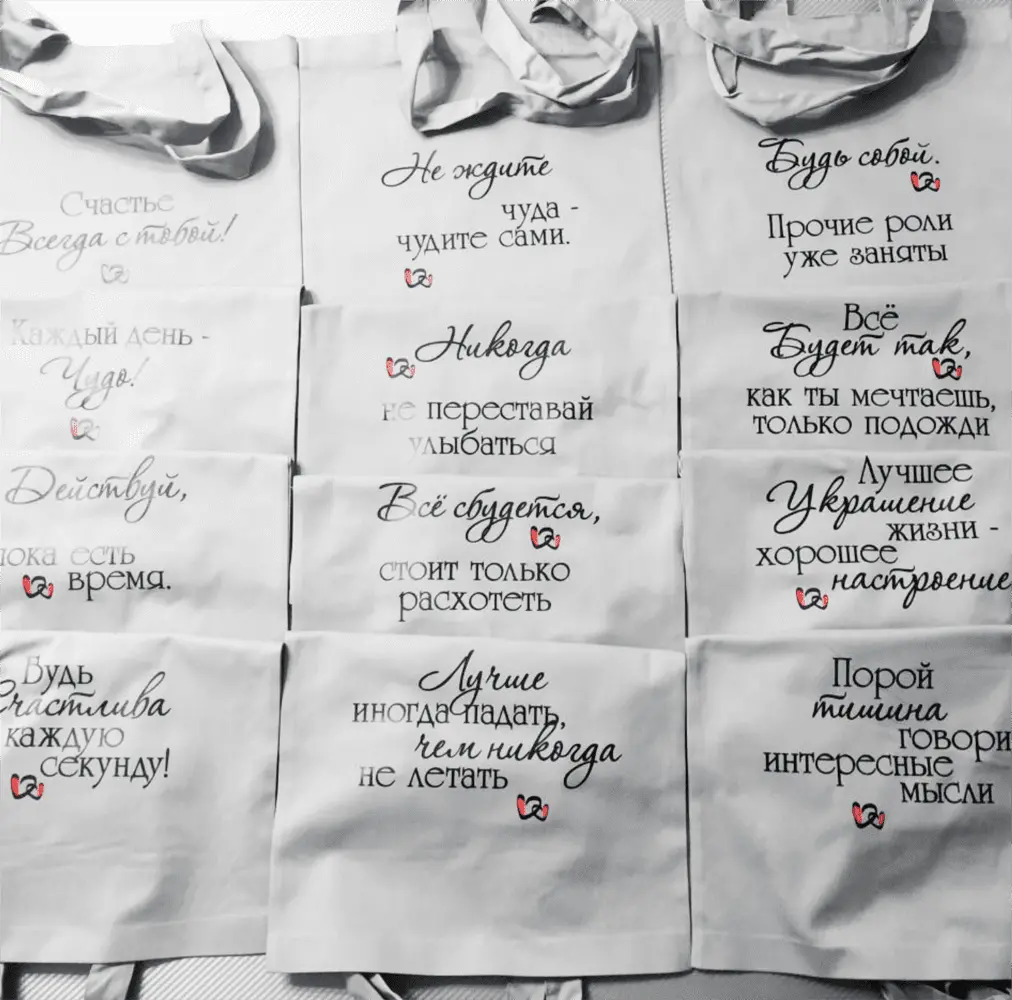 Счастье
Всегда с тобой!
Каждый день -
Чудо!
Действуй,
пока есть
время.
Будь
Счастлива
каждую
секунду!
Не ждите
чуда -
чудите сами.
Никогда
не переставай
улыбаться
Всё сбудется,
стоит только
расхотеть
Лучше
иногда падать,
чем никогда
не летать
Будь собой.
Прочие роли
уже заняты
Всё
Будет так,
как ты мечтаешь,
только подожди
Лучшее
Украшение
жизни -
хорошее
настроение
Порой
тишина
говори
интересные
мысли